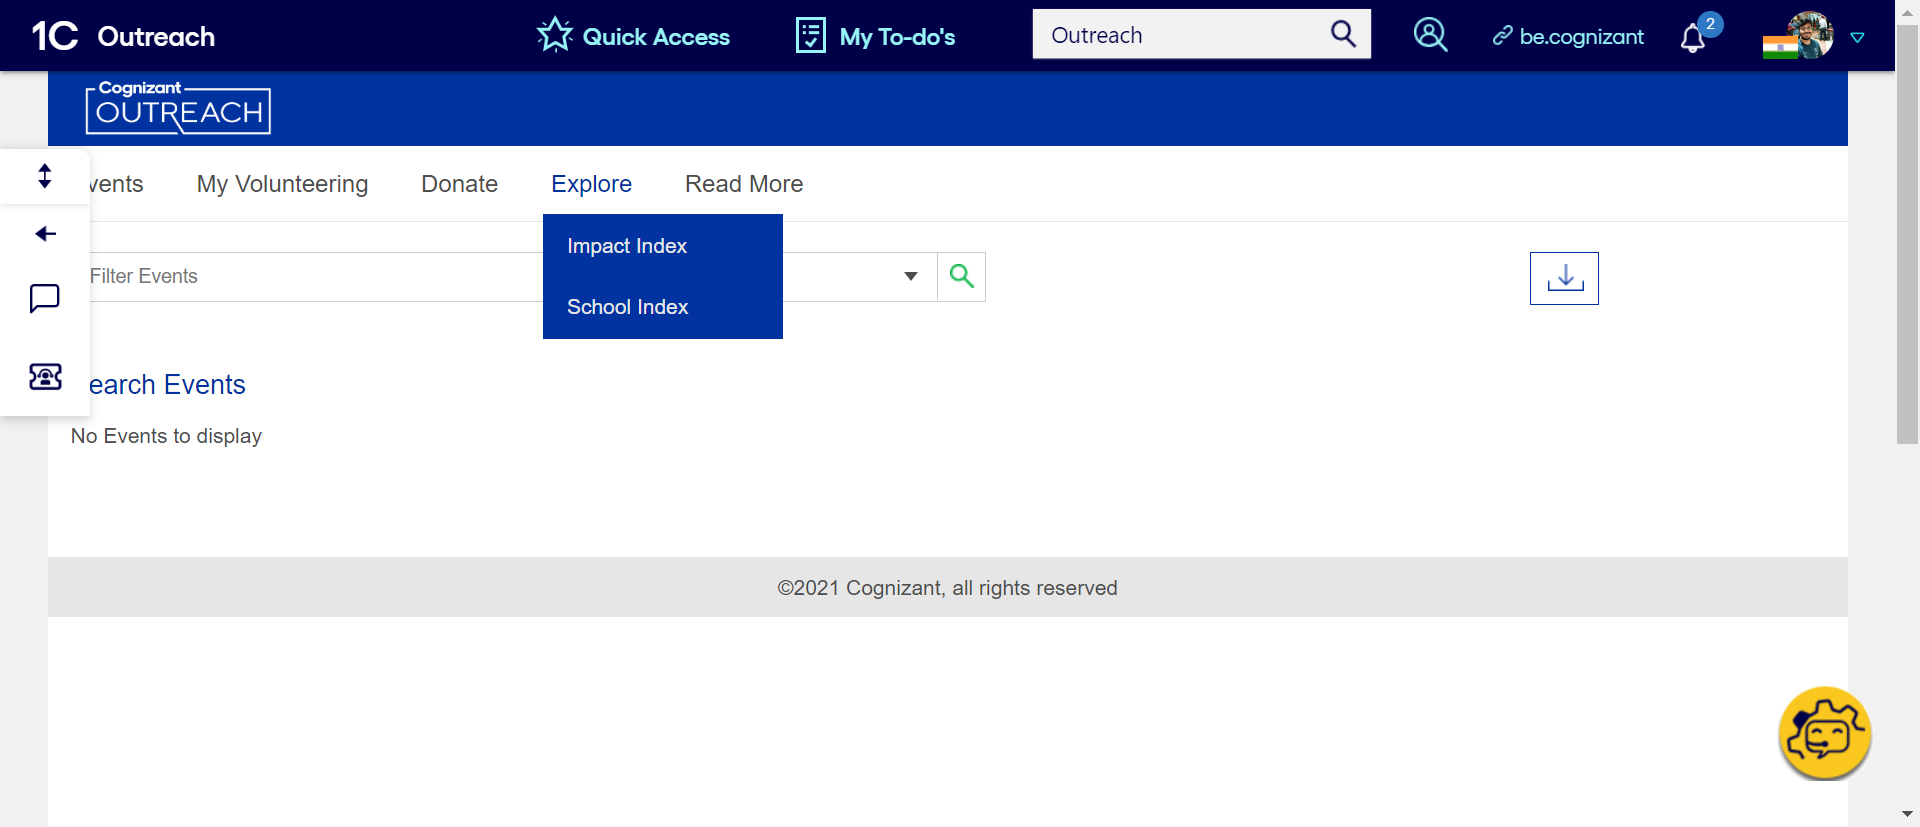 1C Outreach
Quick Access
My To-do's
Outreach
be.cognizant
2
Cognizant
OUTREACH
vents
My Volunteering
Donate
Explore
Read More
Impact Index
School Index
Filter Events
earch Events
No Events to display
©2021 Cognizant, all rights reserved